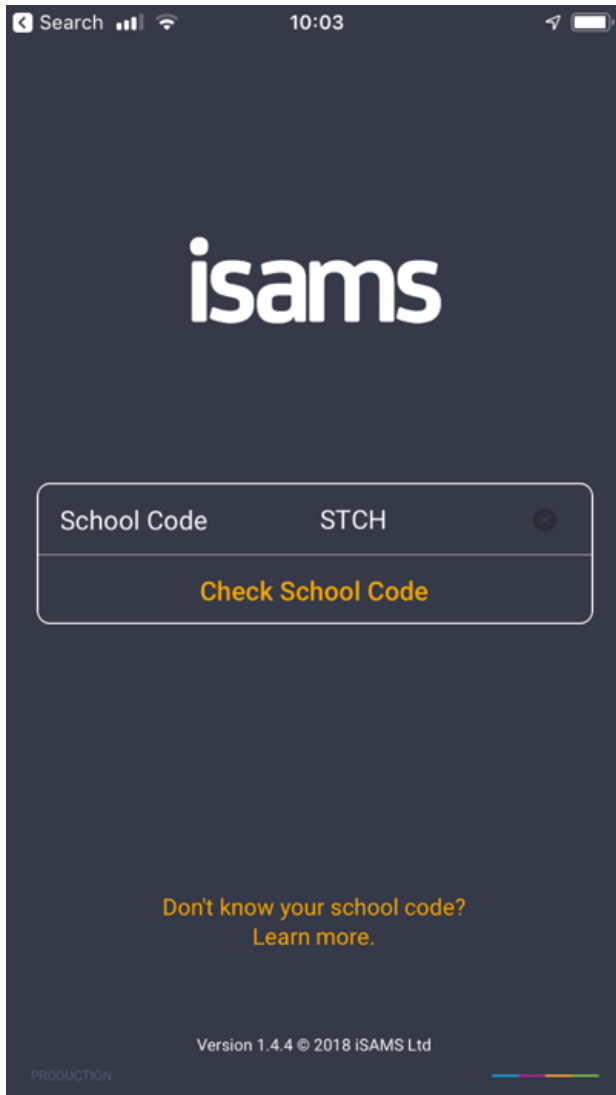 Search 10:03
isams
School Code STCH
Check School Code
Don't know your school code?
Learn more.
Version 1.4.4 © 2018 iSAMS Ltd
PRODUCTION